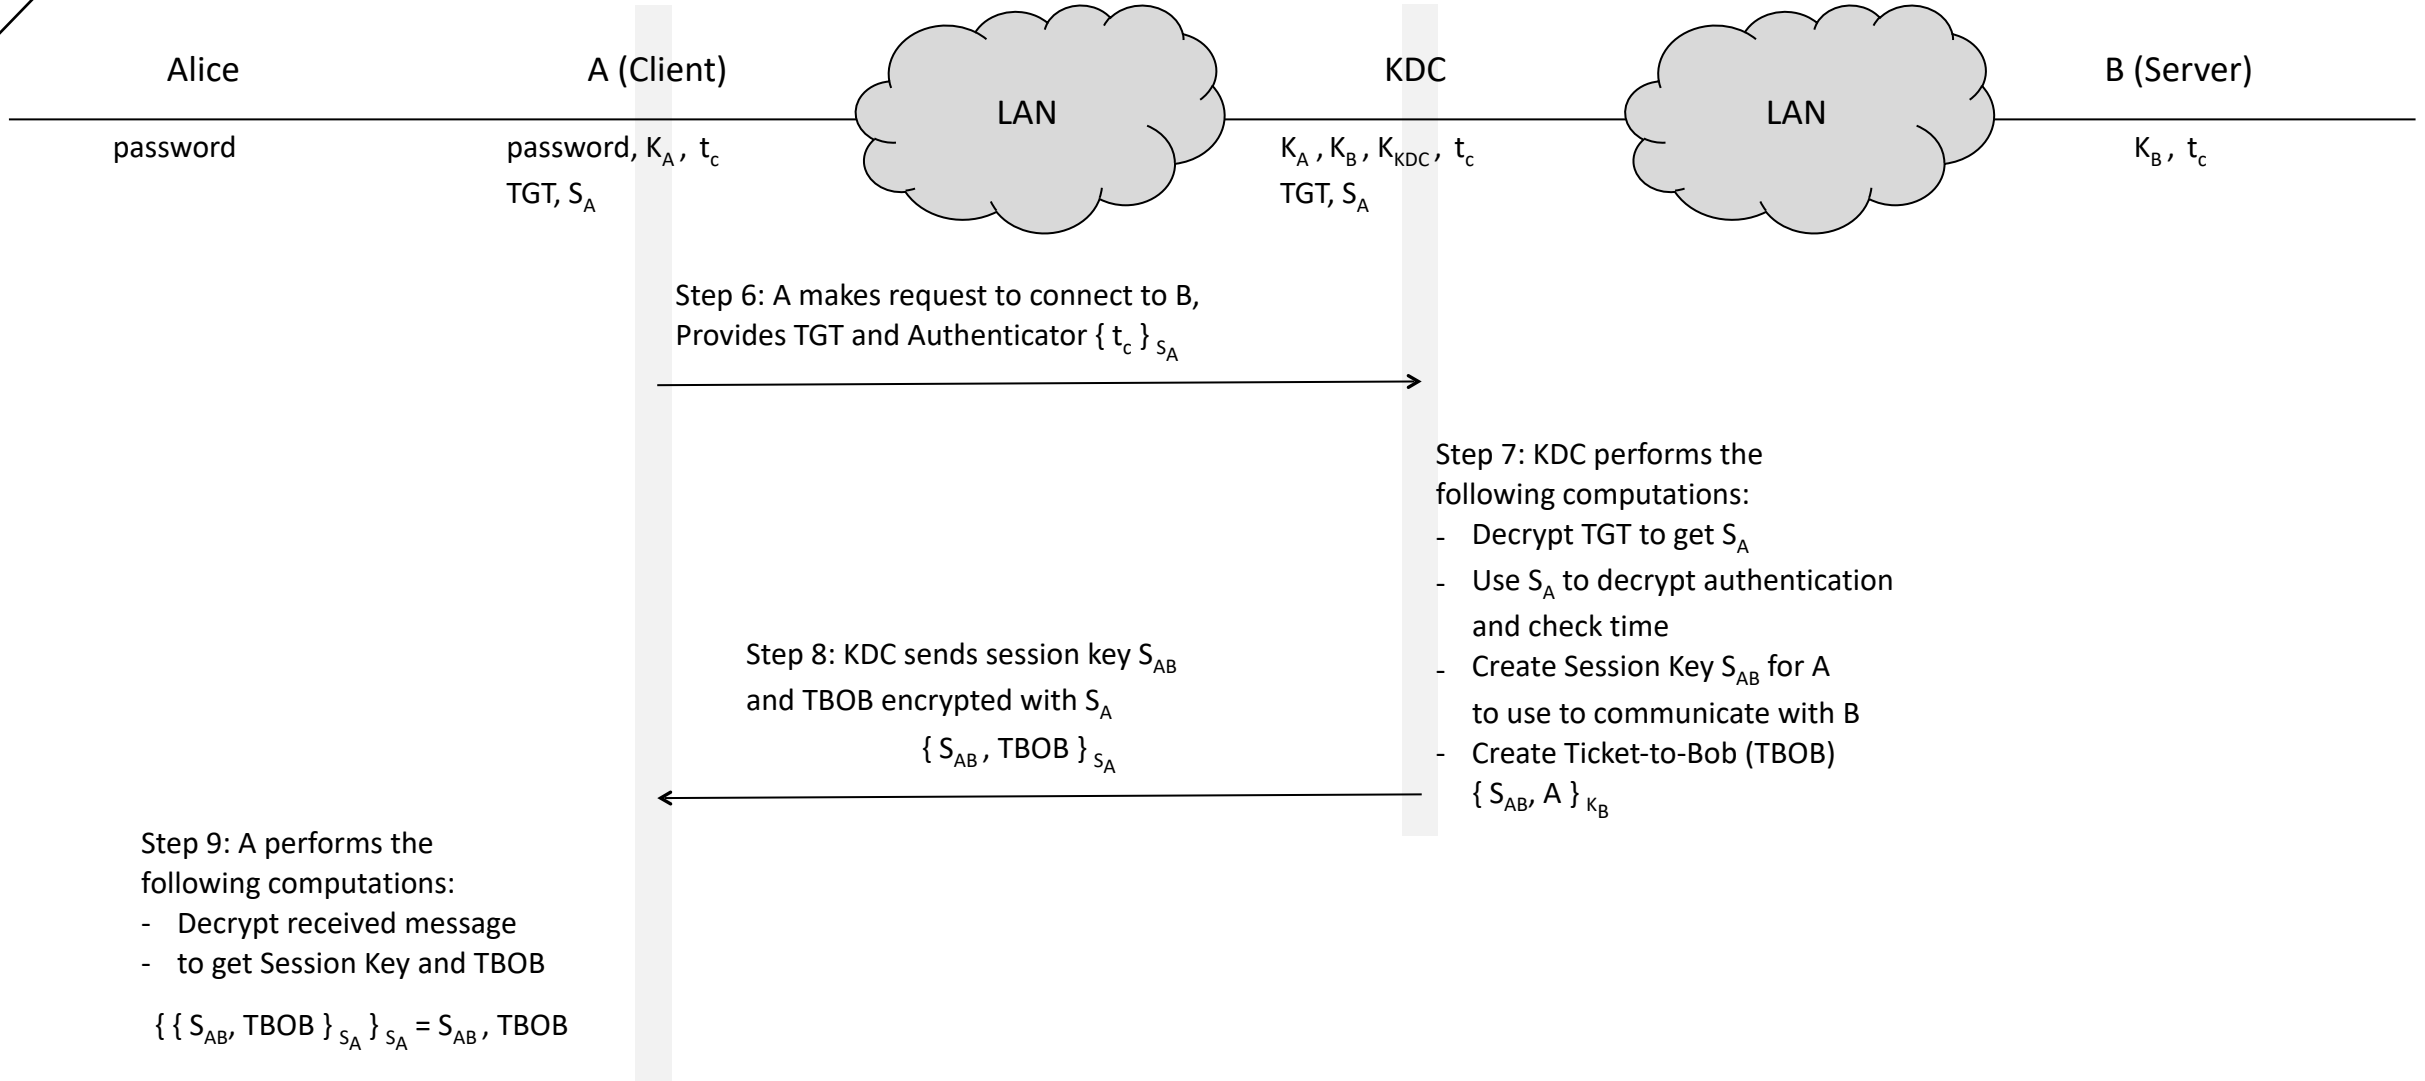 Alice
A (Client)
LAN
KDC
LAN
B (Server)
password
password, K_A , t_c
TGT, S_A
K_A , K_B , K_KDC , t_c
TGT, S_A
K_B , t_c
Step 6: A makes request to connect to B,
Provides TGT and Authenticator { t_c } S_A
Step 7: KDC performs the
following computations:
- Decrypt TGT to get S_A
- Use S_A to decrypt authentication
and check time
- Create Session Key S_AB for A
to use to communicate with B
- Create Ticket-to-Bob (TBOB)
{ S_AB, A } K_B
Step 8: KDC sends session key S_AB
and TBOB encrypted with S_A
{ S_AB , TBOB } S_A
Step 9: A performs the
following computations:
- Decrypt received message
- to get Session Key and TBOB
{ { S_AB, TBOB } S_A } S_A = S_AB , TBOB